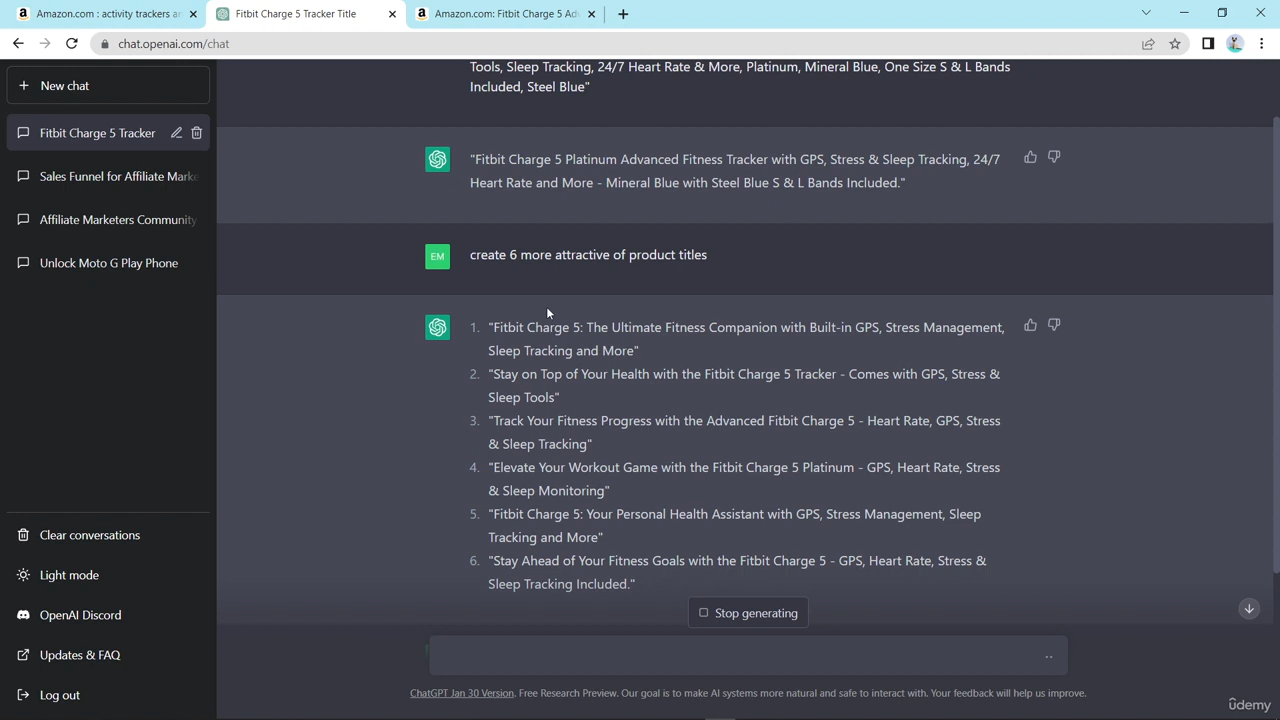 Amazon.com : activity trackers an
Fitbit Charge 5 Tracker Title
Amazon.com: Fitbit Charge 5 Adv
chat.openai.com/chat
New chat
Fitbit Charge 5 Tracker
Sales Funnel for Affiliate Marke
Affiliate Marketers Community
Unlock Moto G Play Phone
Clear conversations
Light mode
OpenAI Discord
Updates & FAQ
Log out
Tools, Sleep Tracking, 24/7 Heart Rate & More, Platinum, Mineral Blue, One Size S & L Bands
Included, Steel Blue"
"Fitbit Charge 5 Platinum Advanced Fitness Tracker with GPS, Stress & Sleep Tracking, 24/7
Heart Rate and More - Mineral Blue with Steel Blue S & L Bands Included."
EM
create 6 more attractive of product titles
1. "Fitbit Charge 5: The Ultimate Fitness Companion with Built-in GPS, Stress Management,
Sleep Tracking and More"
2. "Stay on Top of Your Health with the Fitbit Charge 5 Tracker - Comes with GPS, Stress &
Sleep Tools"
3. "Track Your Fitness Progress with the Advanced Fitbit Charge 5 - Heart Rate, GPS, Stress
& Sleep Tracking"
4. "Elevate Your Workout Game with the Fitbit Charge 5 Platinum - GPS, Heart Rate, Stress
& Sleep Monitoring"
5. "Fitbit Charge 5: Your Personal Health Assistant with GPS, Stress Management, Sleep
Tracking and More"
6. "Stay Ahead of Your Fitness Goals with the Fitbit Charge 5 - GPS, Heart Rate, Stress &
Sleep Tracking Included."
Stop generating
ChatGPT Jan 30 Version. Free Research Preview. Our goal is to make AI systems more natural and safe to interact with. Your feedback will help us improve.
ûdemy